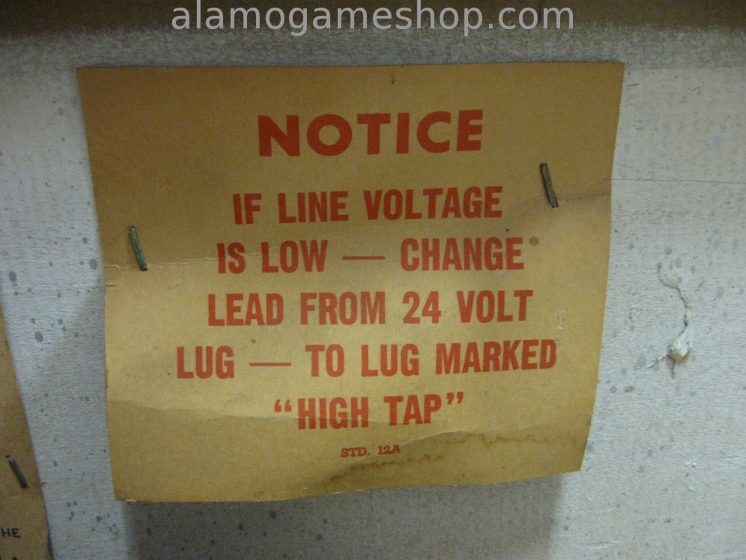 alamogameshop.com
NOTICE
IF LINE VOLTAGE
IS LOW — CHANGE
LEAD FROM 24 VOLT
LUG — TO LUG MARKED
“HIGH TAP”
STD. 12A
HE